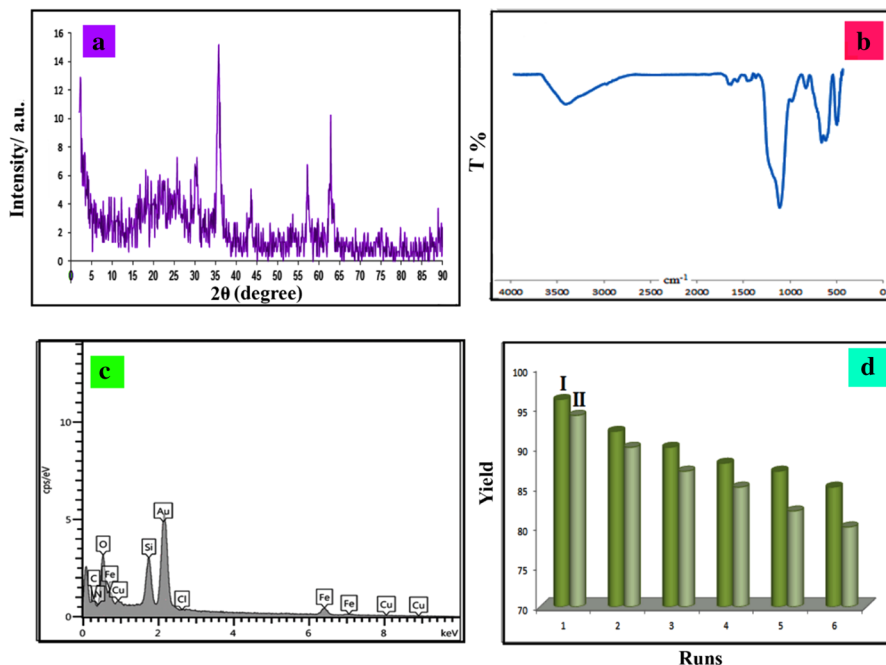 a
Intensity/ a.u.
16
14
12
10
8
6
4
2
0
0 5 10 15 20 25 30 35 40 45 50 55 60 65 70 75 80 85 90
2θ (degree)
b
T %
cm-1
4000 3500 3000 2500 2000 1500 1000 500 0
c
cps/eV
10
5
0
C
N
O
Fe
Cu
Si
Au
Cl
Fe
Fe
Cu
Cu
0 2 4 6 8 keV
d
Yield
100
95
90
85
80
75
70
I
II
1 2 3 4 5 6
Runs